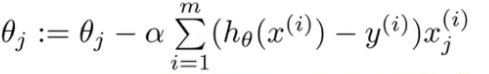 θ_j := θ_j − α ∑_{i=1}^{m} (h_θ(x^{(i)}) − y^{(i)}) x_j^{(i)}